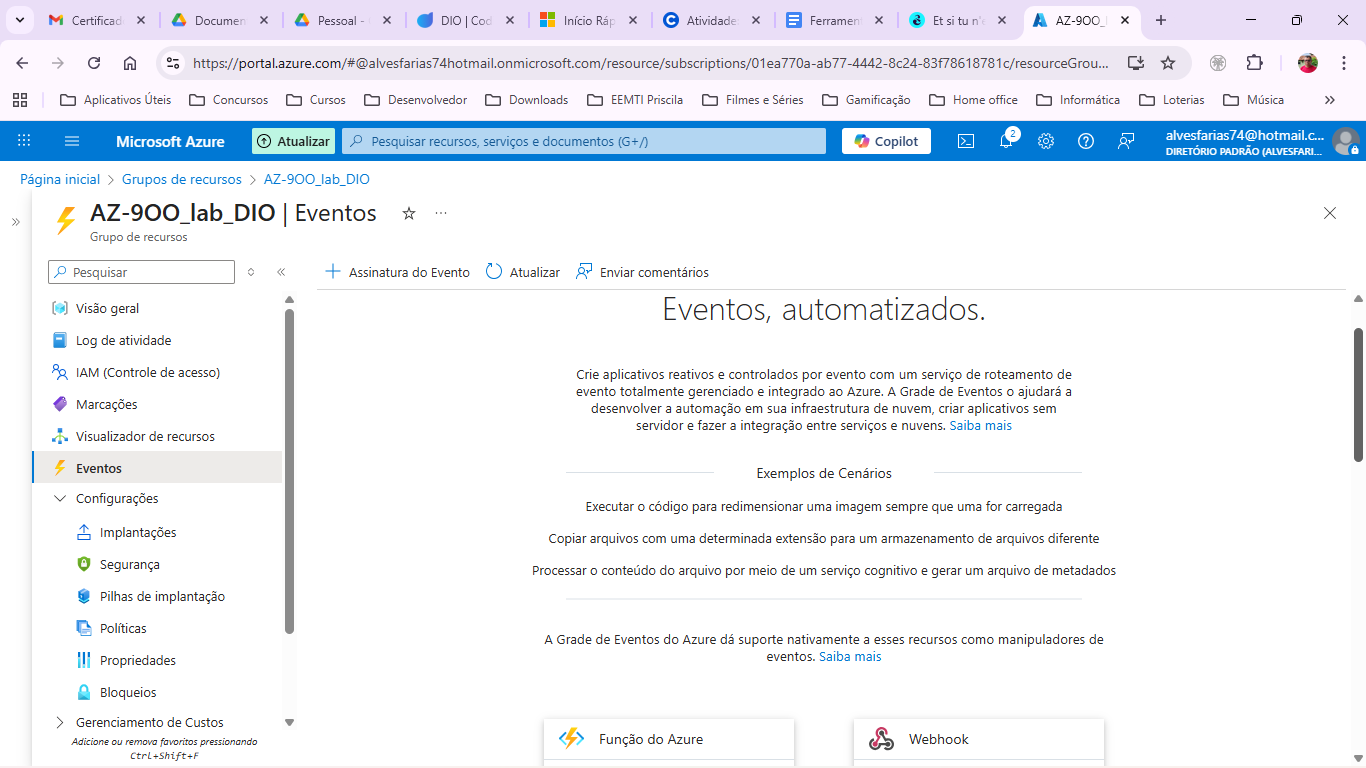 Certificad
Documen
Pessoal -
DIO | Cod
Início Ráp
Atividade
Ferrament
Et si tu n'e
AZ-9OO_l
https://portal.azure.com/#@alvesfarias74hotmail.onmicrosoft.com/resource/subscriptions/01ea770a-ab77-4442-8c24-83f78618781c/resourceGrou...
Aplicativos Úteis
Concursos
Cursos
Desenvolvedor
Downloads
EEMTI Priscila
Filmes e Séries
Gamificação
Home office
Informática
Loterias
Música
Microsoft Azure
Atualizar
Pesquisar recursos, serviços e documentos (G+/)
Copilot
2
alvesfarias74@hotmail.c...
DIRETÓRIO PADRÃO (ALVESFARI...
Página inicial > Grupos de recursos > AZ-9OO_lab_DIO
AZ-9OO_lab_DIO | Eventos
Grupo de recursos
Pesquisar
Assinatura do Evento
Atualizar
Enviar comentários
Visão geral
Log de atividade
IAM (Controle de acesso)
Marcações
Visualizador de recursos
Eventos
Configurações
Implantações
Segurança
Pilhas de implantação
Políticas
Propriedades
Bloqueios
Gerenciamento de Custos
Adicione ou remova favoritos pressionando
Ctrl+Shift+F
Eventos, automatizados.
Crie aplicativos reativos e controlados por evento com um serviço de roteamento de
evento totalmente gerenciado e integrado ao Azure. A Grade de Eventos o ajudará a
desenvolver a automação em sua infraestrutura de nuvem, criar aplicativos sem
servidor e fazer a integração entre serviços e nuvens. Saiba mais
Exemplos de Cenários
Executar o código para redimensionar uma imagem sempre que uma for carregada
Copiar arquivos com uma determinada extensão para um armazenamento de arquivos diferente
Processar o conteúdo do arquivo por meio de um serviço cognitivo e gerar um arquivo de metadados
A Grade de Eventos do Azure dá suporte nativamente a esses recursos como manipuladores de
eventos. Saiba mais
Função do Azure
Webhook